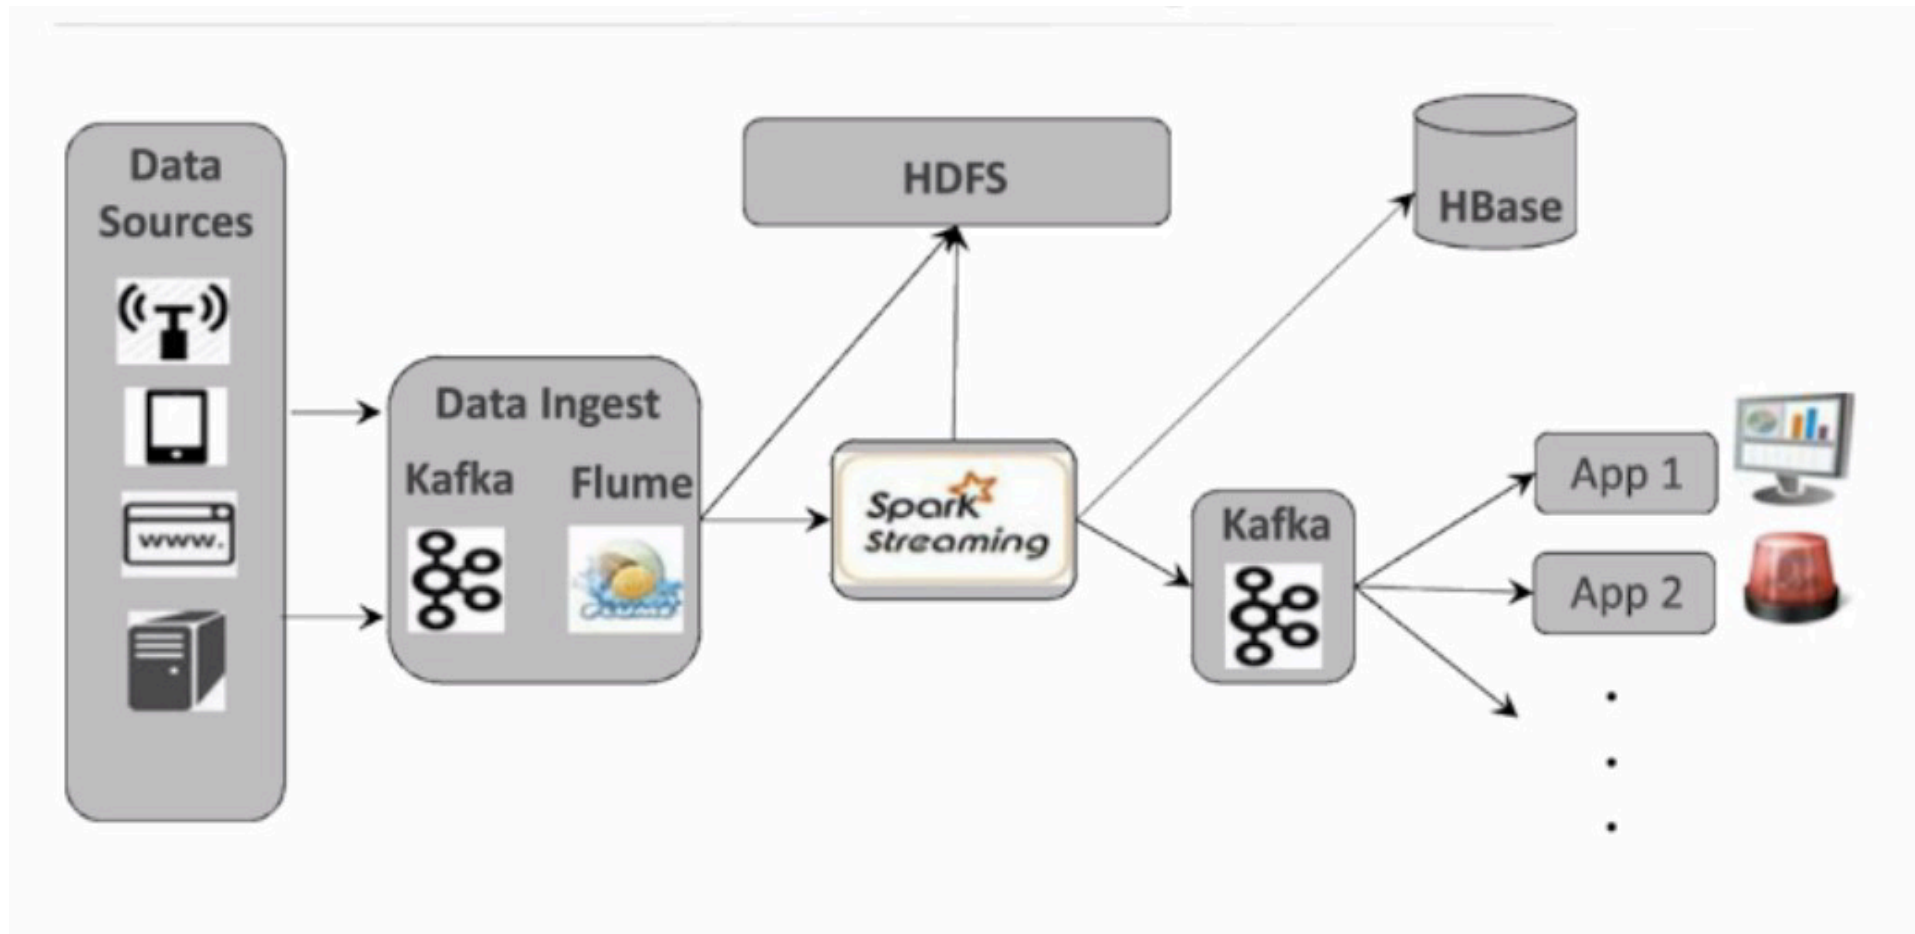 Data
Sources
www.
Data Ingest
Kafka
Flume
HDFS
Spark
Streaming
HBase
Kafka
App 1
App 2